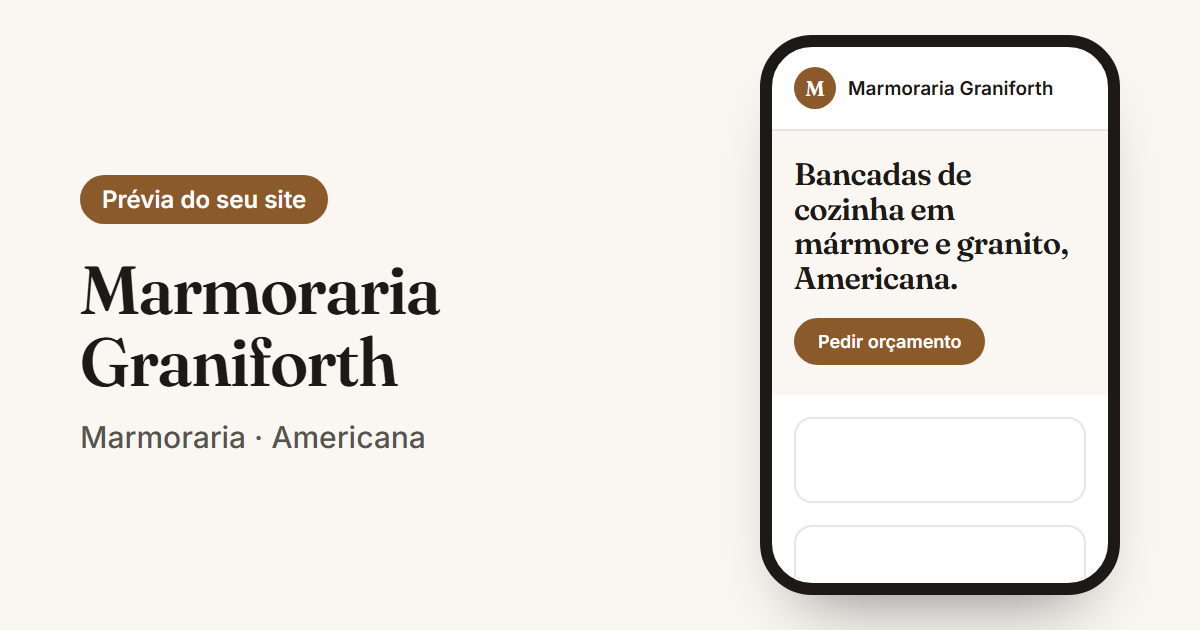 Prévia do seu site
Marmoraria
Graniforth
Marmoraria · Americana
M
Marmoraria Graniforth
Bancadas de
cozinha em
mármore e granito,
Americana.
Pedir orçamento